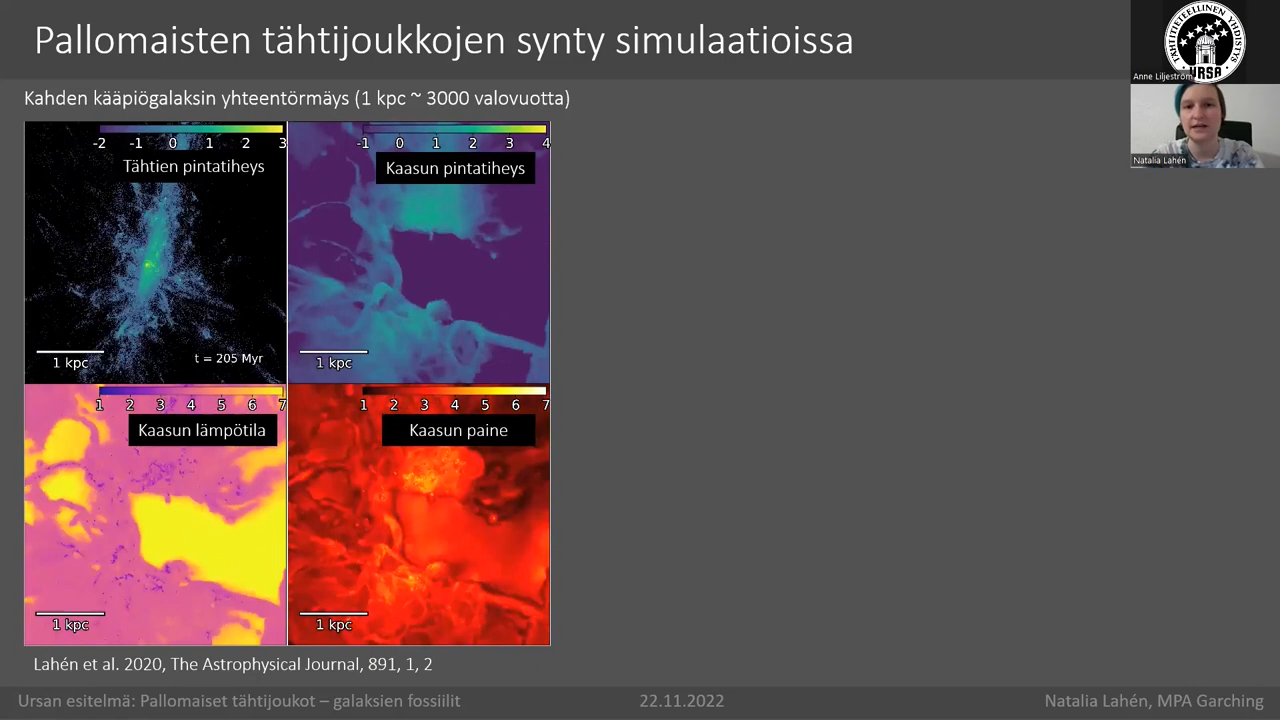 Pallomaisten tähtijoukkojen synty simulaatioissa
TÄHTITIETEELLINEN YHDISTYS
URSA
Anne Liljeström
Natalia Lahén
Kahden kääpiögalaksin yhteentörmäys (1 kpc ~ 3000 valovuotta)
-2 -1 0 1 2 3
Tähtien pintatiheys
1 kpc
t = 205 Myr
-1 0 1 2 3 4
Kaasun pintatiheys
1 kpc
1 2 3 4 5 6 7
Kaasun lämpötila
1 kpc
1 2 3 4 5 6 7
Kaasun paine
1 kpc
Lahén et al. 2020, The Astrophysical Journal, 891, 1, 2
Ursan esitelmä: Pallomaiset tähtijoukot – galaksien fossiilit
22.11.2022
Natalia Lahén, MPA Garching